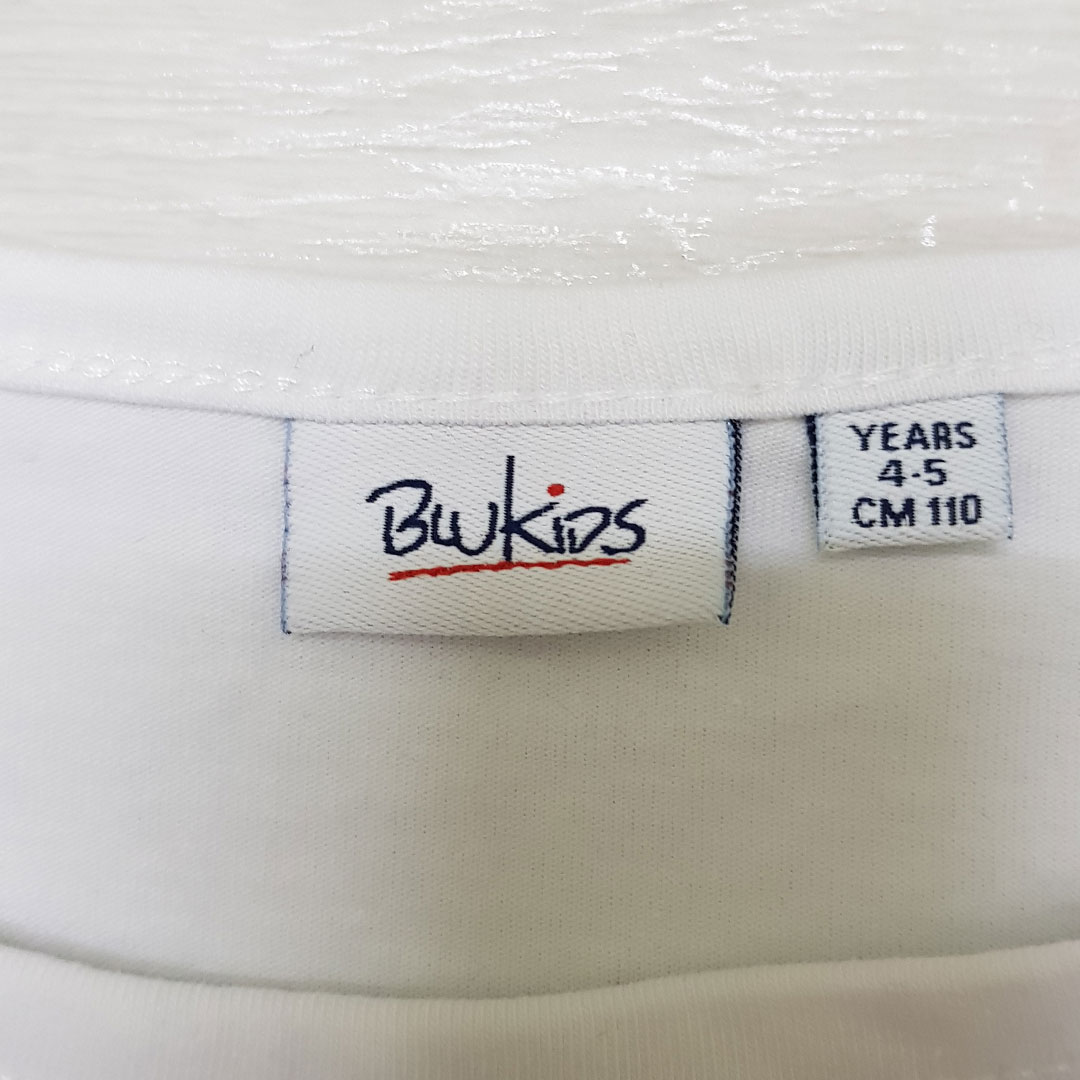 BWKiDS
YEARS
4-5
CM 110